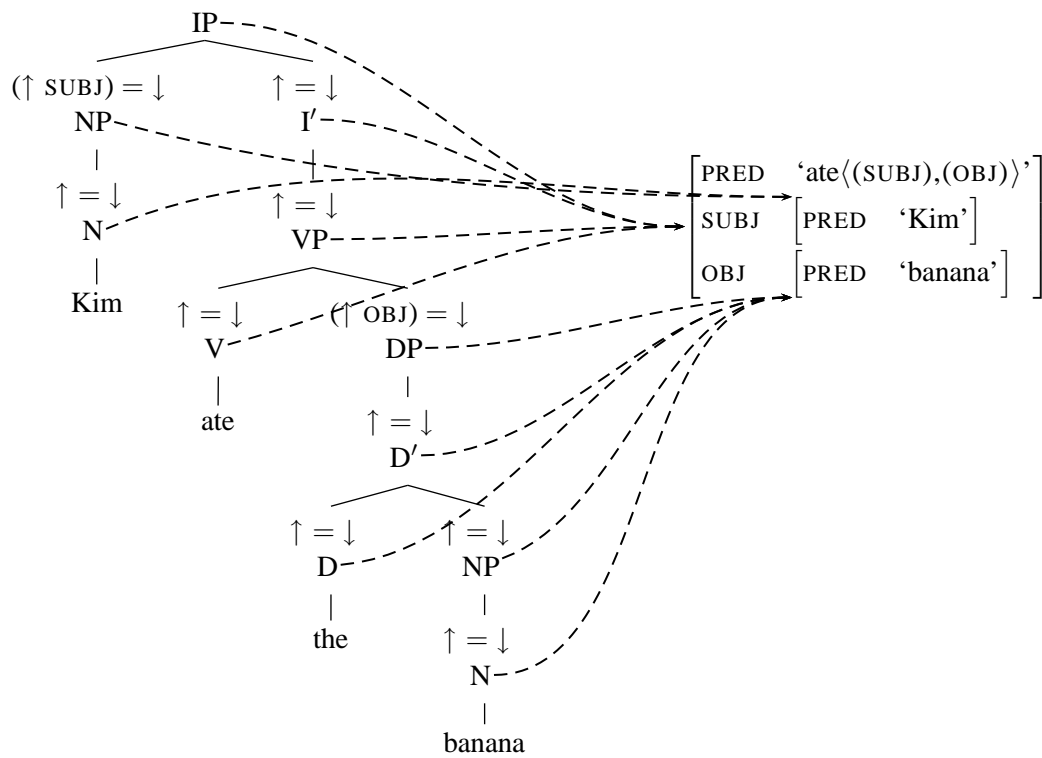 IP
(↑ SUBJ) = ↓ ↑ = ↓
NP I′
PRED ‘ate⟨(SUBJ),(OBJ)⟩’
↑ = ↓ ↑ = ↓
SUBJ [PRED ‘Kim’]
N VP
OBJ [PRED ‘banana’]
Kim ↑ = ↓ (↑ OBJ) = ↓
V DP
ate ↑ = ↓
D′
↑ = ↓ ↑ = ↓
D NP
the ↑ = ↓
N
banana